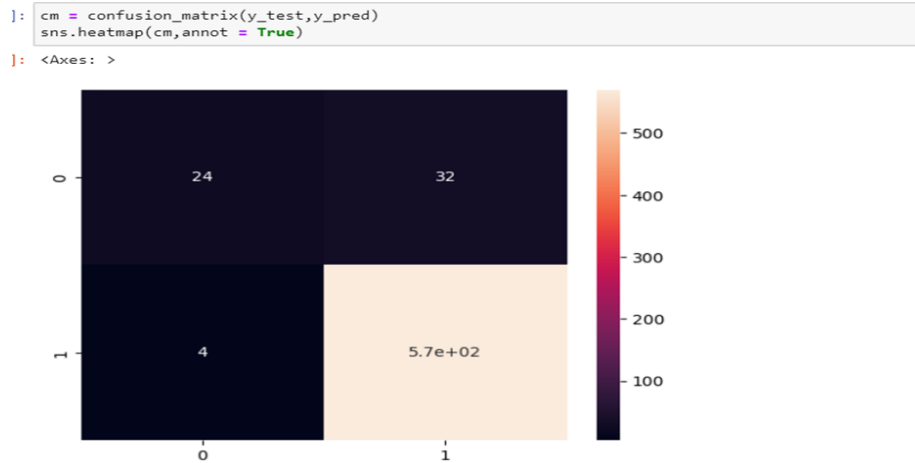 ]: cm = confusion_matrix(y_test,y_pred)
sns.heatmap(cm,annot = True)
]: <Axes: >
500
0 24 32
400
300
200
1 4 5.7e+02
100
0 1